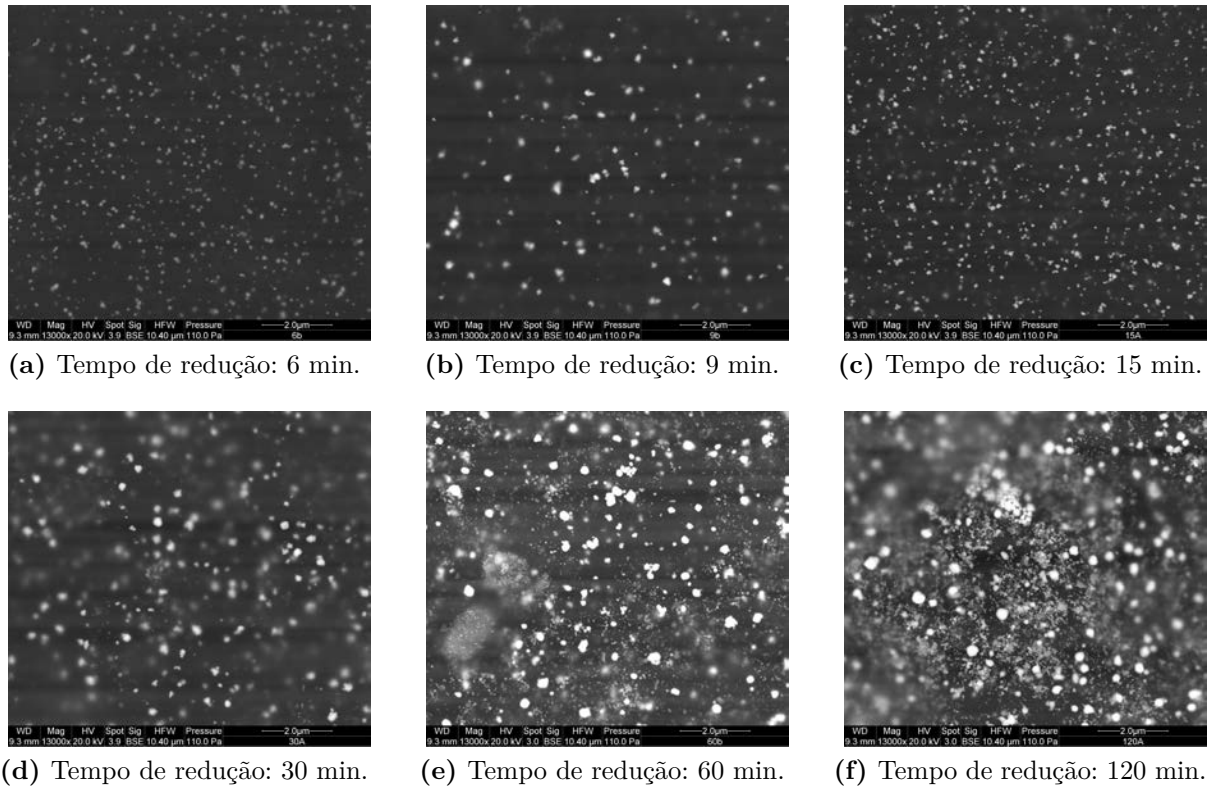 WD Mag HV Spot Sig HFW Pressure 2.0µm
9.3 mm 13000x 20.0 kV 3.9 BSE 10.40 µm 110.0 Pa 6b
WD Mag HV Spot Sig HFW Pressure 2.0µm
9.3 mm 13000x 20.0 kV 3.9 BSE 10.40 µm 110.0 Pa 9b
WD Mag HV Spot Sig HFW Pressure 2.0µm
9.3 mm 13000x 20.0 kV 3.9 BSE 10.40 µm 110.0 Pa 15A
(a) Tempo de redução: 6 min.
(b) Tempo de redução: 9 min.
(c) Tempo de redução: 15 min.
WD Mag HV Spot Sig HFW Pressure 2.0µm
9.3 mm 13000x 20.0 kV 3.9 BSE 10.40 µm 110.0 Pa 30A
WD Mag HV Spot Sig HFW Pressure 2.0µm
9.3 mm 13000x 20.0 kV 3.0 BSE 10.40 µm 110.0 Pa 60b
WD Mag HV Spot Sig HFW Pressure 2.0µm
9.3 mm 13000x 20.0 kV 3.0 BSE 10.40 µm 110.0 Pa 120A
(d) Tempo de redução: 30 min.
(e) Tempo de redução: 60 min.
(f) Tempo de redução: 120 min.